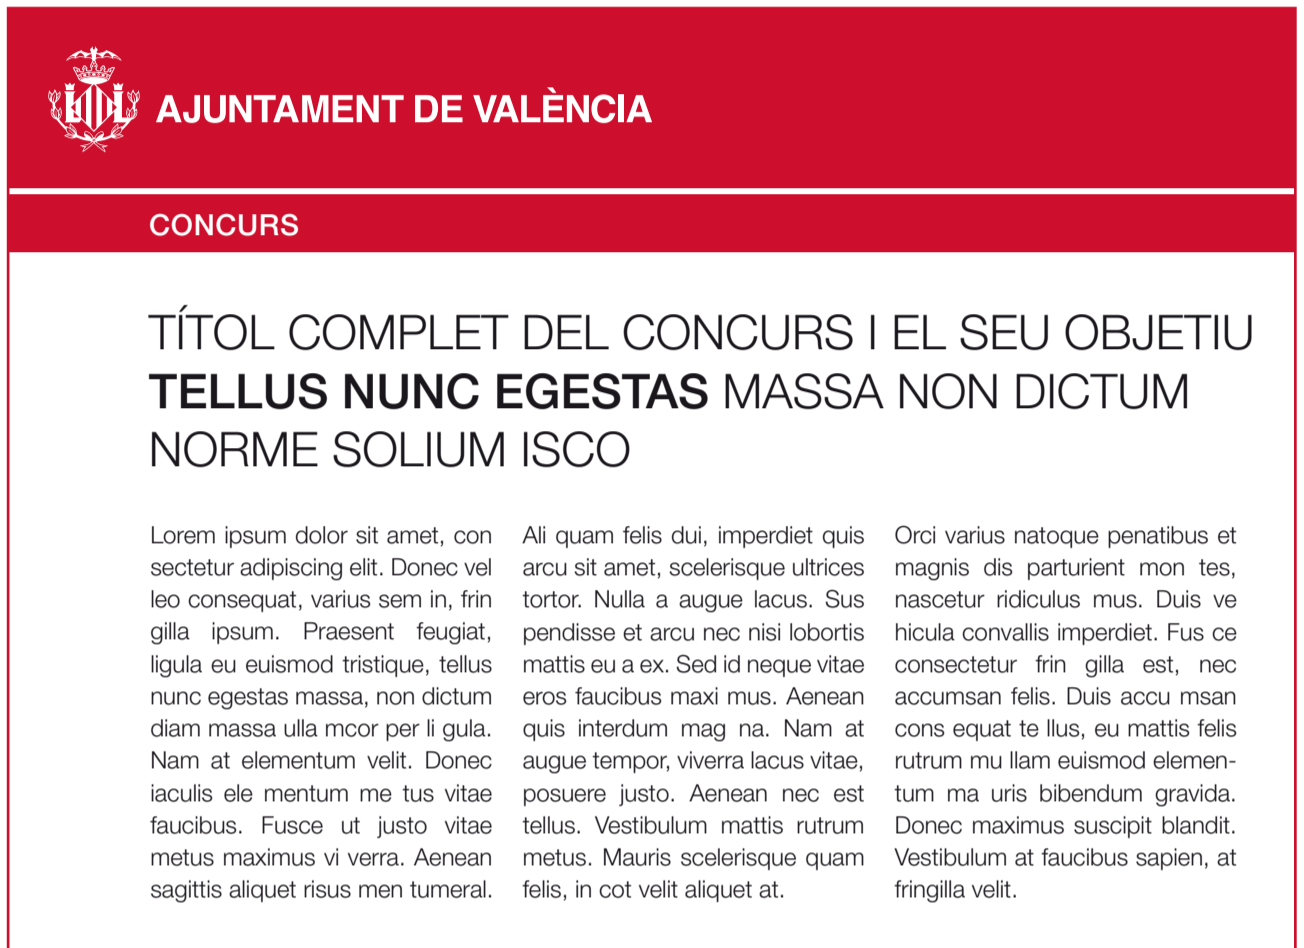 AJUNTAMENT DE VALÈNCIA
CONCURS
TÍTOL COMPLET DEL CONCURS I EL SEU OBJETIU
TELLUS NUNC EGESTAS MASSA NON DICTUM
NORME SOLIUM ISCO
Lorem ipsum dolor sit amet, con
sectetur adipiscing elit. Donec vel
leo consequat, varius sem in, frin
gilla ipsum. Praesent feugiat,
ligula eu euismod tristique, tellus
nunc egestas massa, non dictum
diam massa ulla mcor per li gula.
Nam at elementum velit. Donec
iaculis ele mentum me tus vitae
faucibus. Fusce ut justo vitae
metus maximus vi verra. Aenean
sagittis aliquet risus men tumeral.
Ali quam felis dui, imperdiet quis
arcu sit amet, scelerisque ultrices
tortor. Nulla a augue lacus. Sus
pendisse et arcu nec nisi lobortis
mattis eu a ex. Sed id neque vitae
eros faucibus maxi mus. Aenean
quis interdum mag na. Nam at
augue tempor, viverra lacus vitae,
posuere justo. Aenean nec est
tellus. Vestibulum mattis rutrum
metus. Mauris scelerisque quam
felis, in cot velit aliquet at.
Orci varius natoque penatibus et
magnis dis parturient mon tes,
nascetur ridiculus mus. Duis ve
hicula convallis imperdiet. Fus ce
consectetur frin gilla est, nec
accumsan felis. Duis accu msan
cons equat te llus, eu mattis felis
rutrum mu llam euismod elemen-
tum ma uris bibendum gravida.
Donec maximus suscipit blandit.
Vestibulum at faucibus sapien, at
fringilla velit.